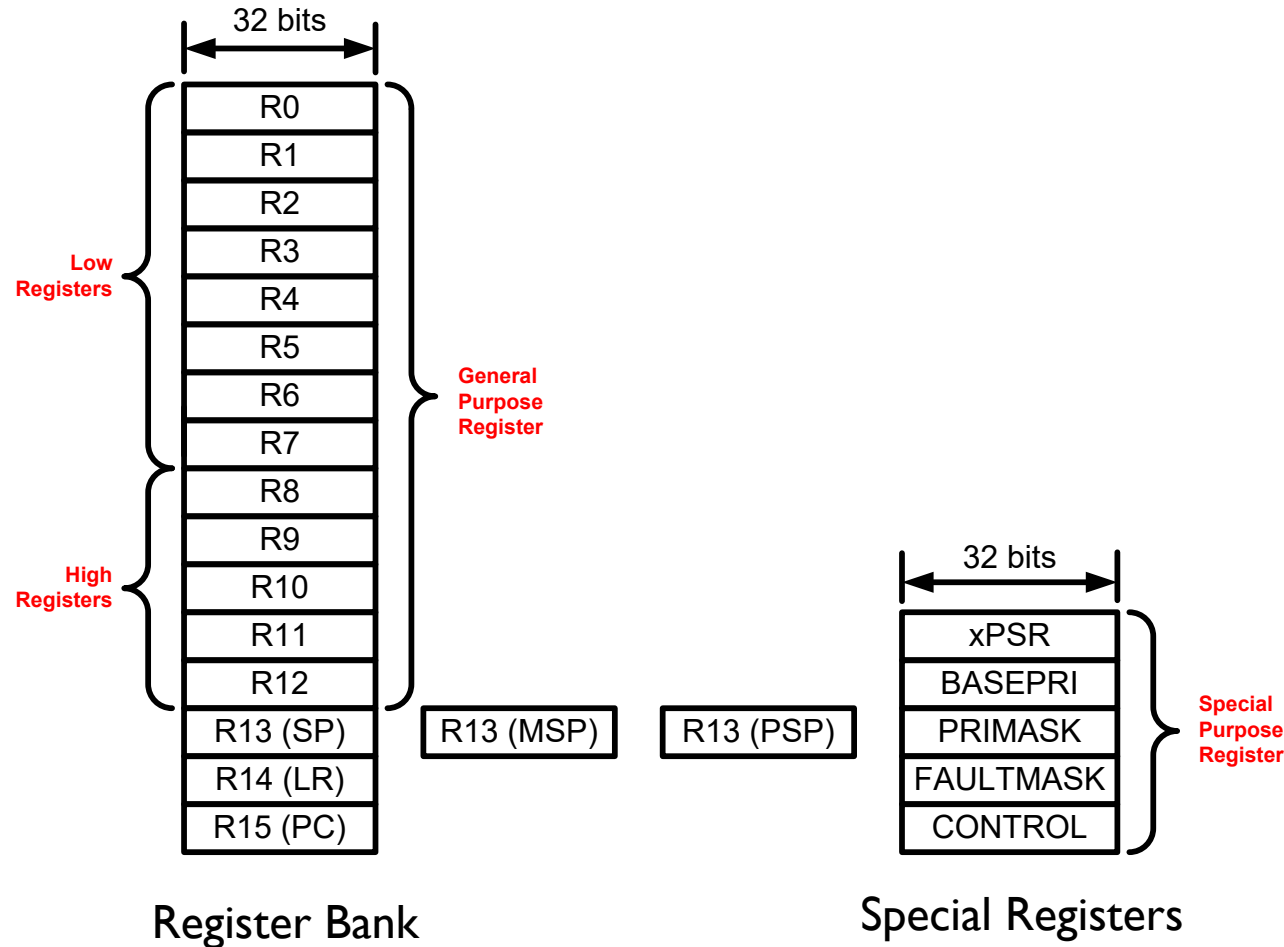 32 bits
R0
R1
R2
R3
R4
R5
R6
R7
R8
R9
R10
R11
R12
R13 (SP)
R14 (LR)
R15 (PC)
Low
Registers
High
Registers
General
Purpose
Register
R13 (MSP)
R13 (PSP)
32 bits
xPSR
BASEPRI
PRIMASK
FAULTMASK
CONTROL
Special
Purpose
Register
Register Bank
Special Registers